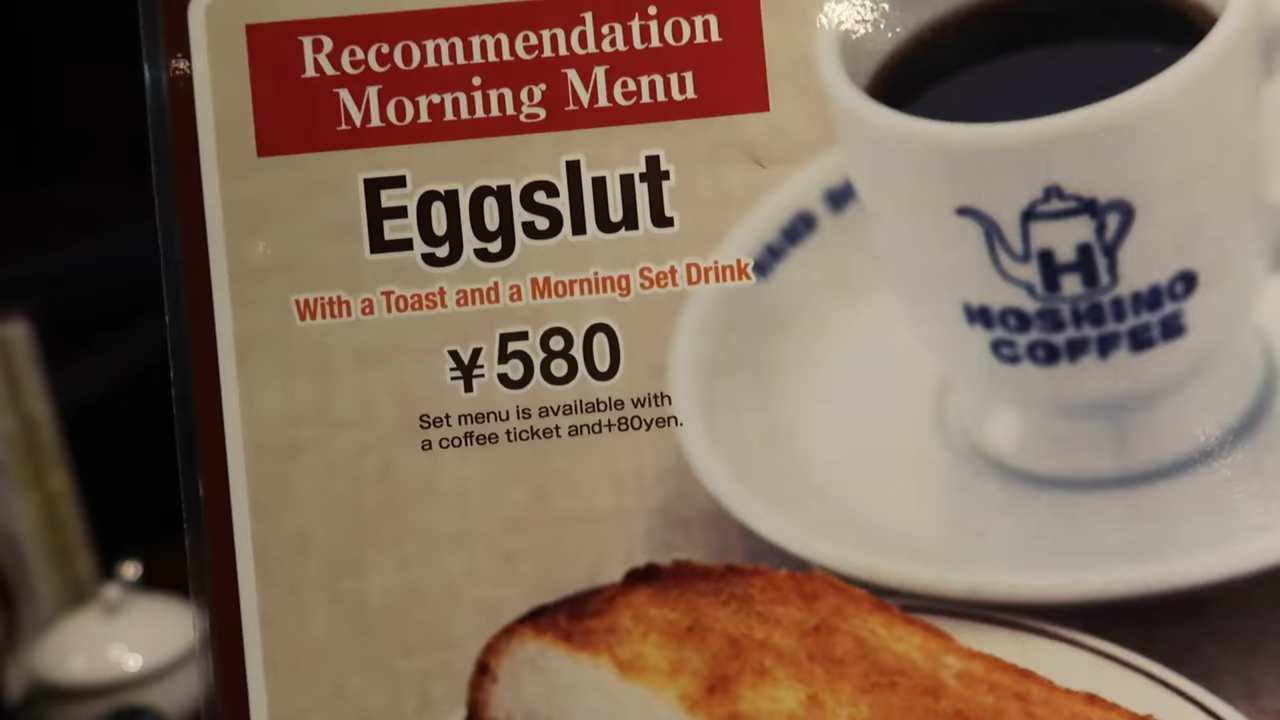 Recommendation
Morning Menu
Eggslut
With a Toast and a Morning Set Drink
¥580
Set menu is available with
a coffee ticket and+80yen.
H
HOSHINO
COFFEE